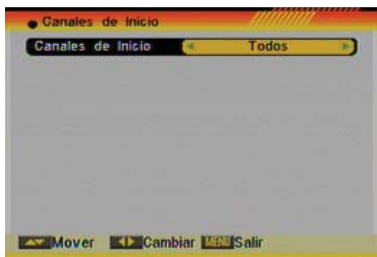 Canales de Inicio
Canales de Inicio Todos
Mover Cambiar MENU Salir